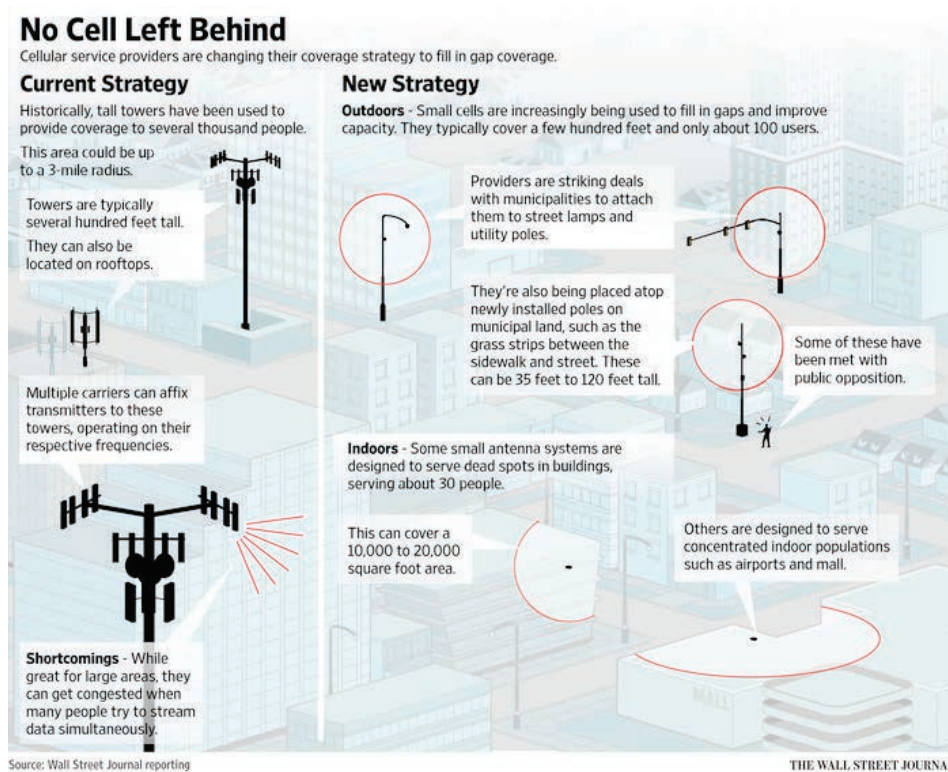 No Cell Left Behind
Cellular service providers are changing their coverage strategy to fill in gap coverage.
Current Strategy
Historically, tall towers have been used to
provide coverage to several thousand people.
This area could be up
to a 3-mile radius.
Towers are typically
several hundred feet tall.
They can also be
located on rooftops.
Multiple carriers can affix
transmitters to these
towers, operating on their
respective frequencies.
Shortcomings - While
great for large areas, they
can get congested when
many people try to stream
data simultaneously.
New Strategy
Outdoors - Small cells are increasingly being used to fill in gaps and improve
capacity. They typically cover a few hundred feet and only about 100 users.
Providers are striking deals
with municipalities to attach
them to street lamps and
utility poles.
They're also being placed atop
newly installed poles on
municipal land, such as the
grass strips between the
sidewalk and street. These
can be 35 feet to 120 feet tall.
Some of these have
been met with
public opposition.
Indoors - Some small antenna systems are
designed to serve dead spots in buildings,
serving about 30 people.
This can cover a
10,000 to 20,000
square foot area.
Others are designed to serve
concentrated indoor populations
such as airports and mall.
MALL
Source: Wall Street Journal reporting
THE WALL STREET JOURNA